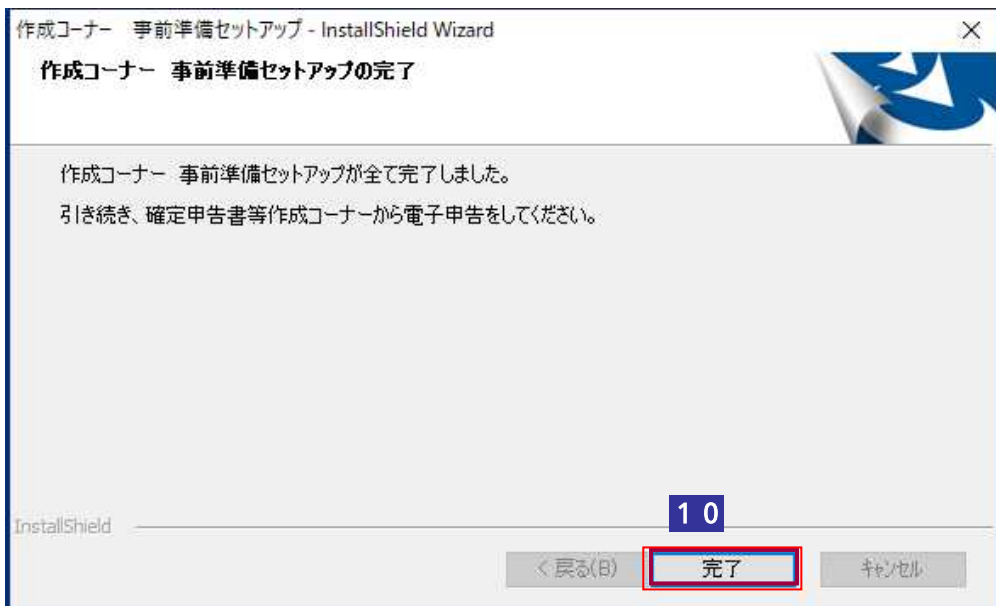 作成コーナー　事前準備セットアップ - InstallShield Wizard
作成コーナー 事前準備セットアップの完了
作成コーナー 事前準備セットアップが全て完了しました。
引き続き、確定申告書等作成コーナーから電子申告をしてください。
１０
InstallShield
< 戻る(B)
完了
キャンセル